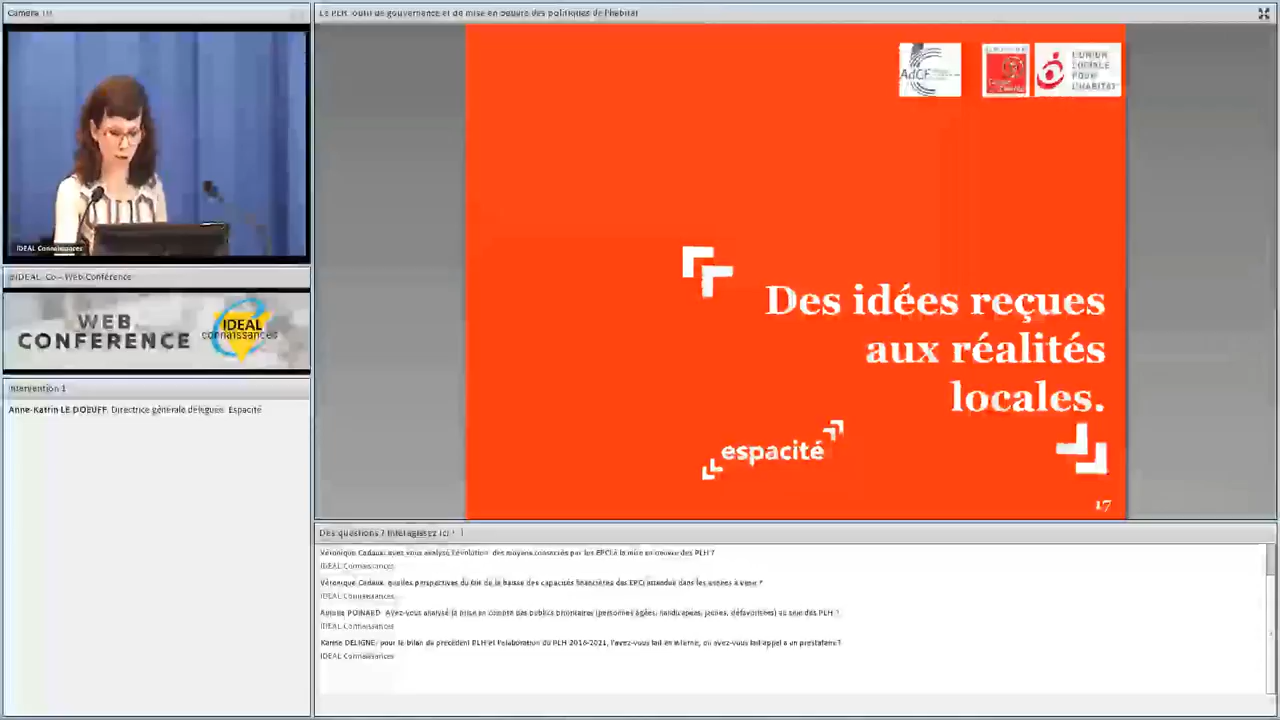 Le PLH, outil de gouvernance et de mise en oeuvre des politiques de l'habitat
IDEAL Connaissances
Web Conférence
WEB
CONFERENCE
IDEAL
connaissances
Intervention 1
Anne-Katrin LE DOEUFF, Directrice générale déléguée, Espacité
AdCF
L'UNION
SOCIALE
POUR
L'HABITAT
Des idées reçues
aux réalités
locales.
espacité
17
Des questions ? Interagissez ici !
Véronique Cadaux: avez vous analysé l'évolution des moyens consacrés par les EPCI à la mise en oeuvre des PLH ?
IDEAL Connaissances
Véronique Cadaux: quelles perspectives du fait de la baisse des capacités financières des EPCI attendue dans les années à venir ?
IDEAL Connaissances
POINARD: Avez-vous analysé la prise en compte des publics prioritaires (personnes âgées, handicapées, jeunes, défavorisées) au sein des PLH ?
IDEAL Connaissances
Karine DELIGNE: pour le bilan du précédent PLH et l'élaboration du PLH 2016-2021, l'avez-vous fait en interne, ou avez-vous fait appel à un prestataire ?
IDEAL Connaissances